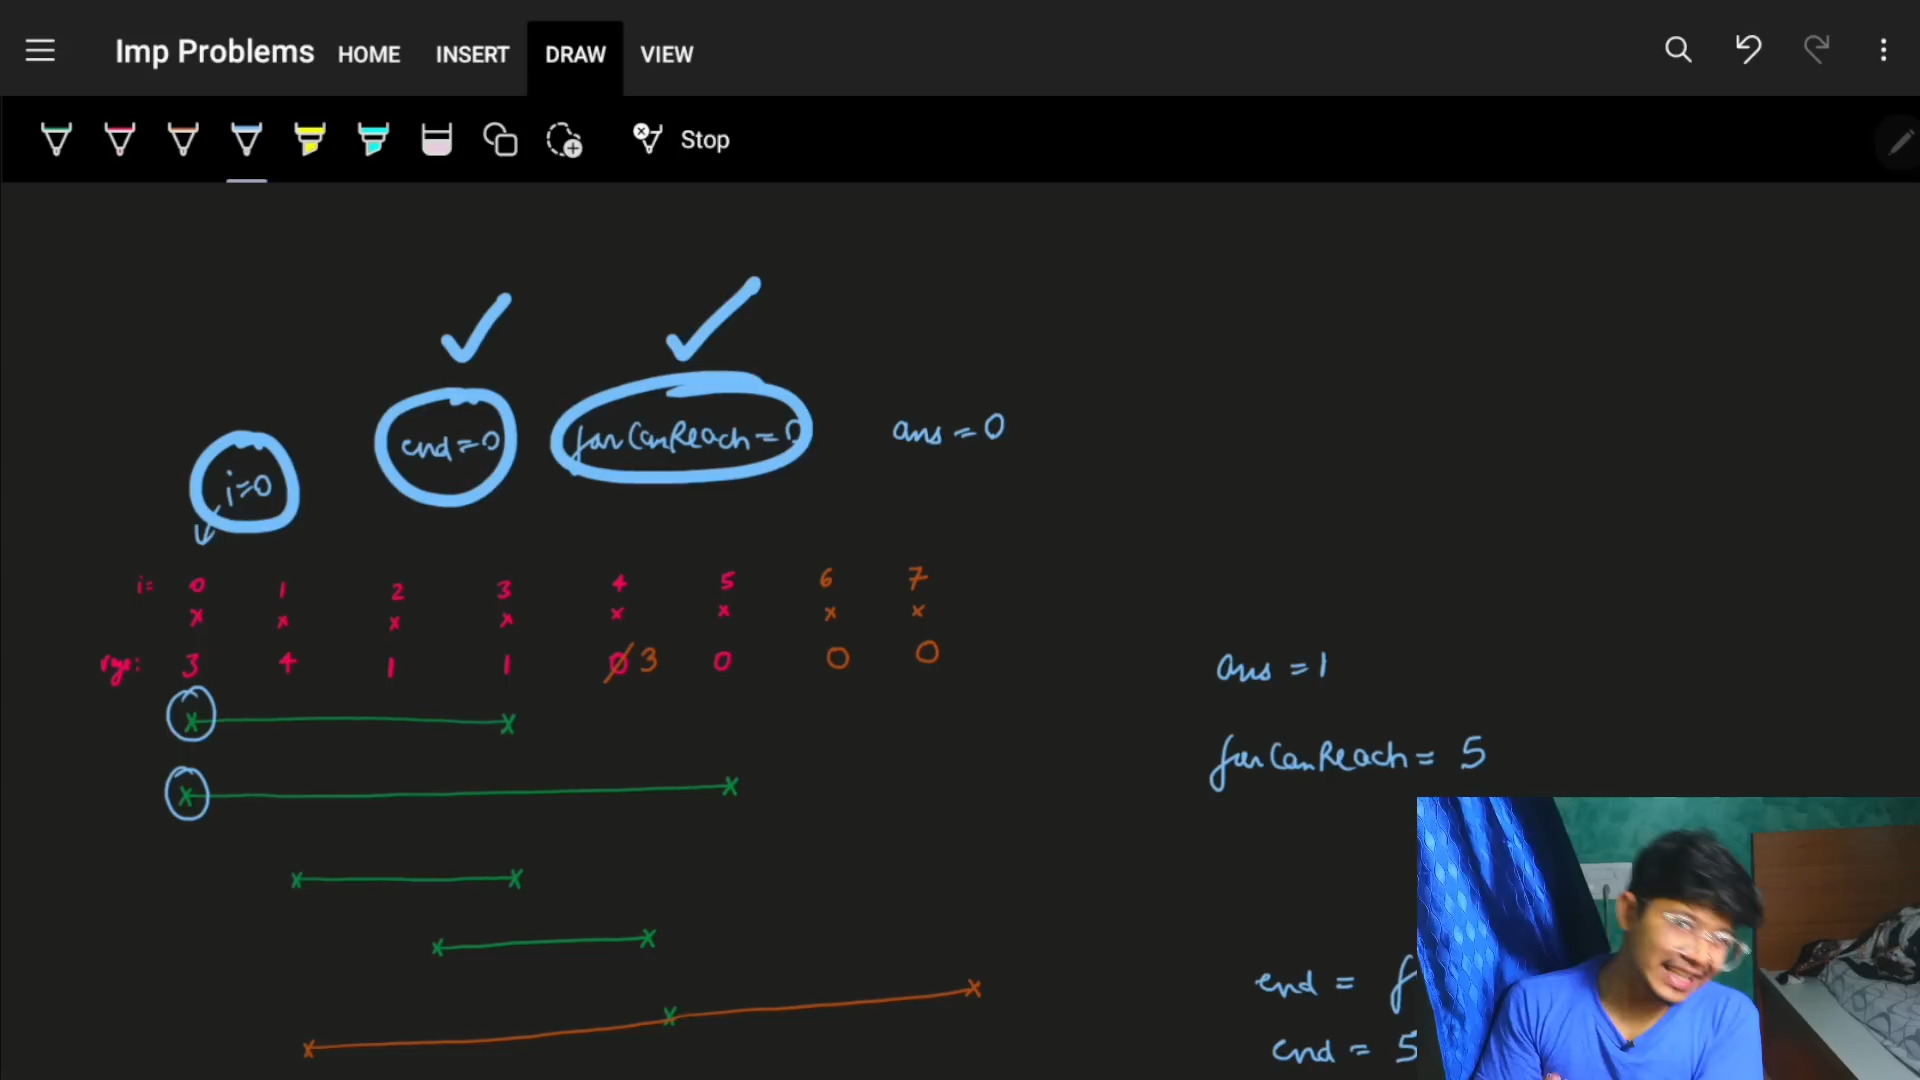 Imp Problems HOME INSERT DRAW VIEW
Stop
i=0 end=0 farCanReach=0 ans=0
i= 0 1 2 3 4 5 6 7
x x x x x x x x
rge: 3 4 1 1 0 3 0 0 0
ans = 1
farCanReach = 5
end = f
end = 5